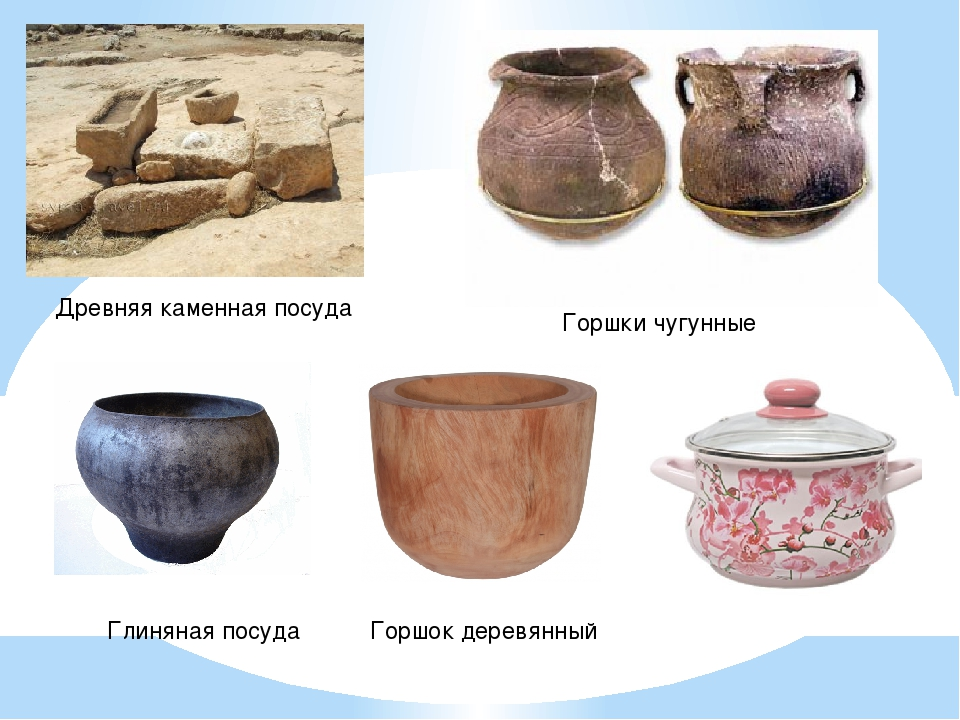 Древняя каменная посуда
Горшки чугунные
Глиняная посуда
Горшок деревянный